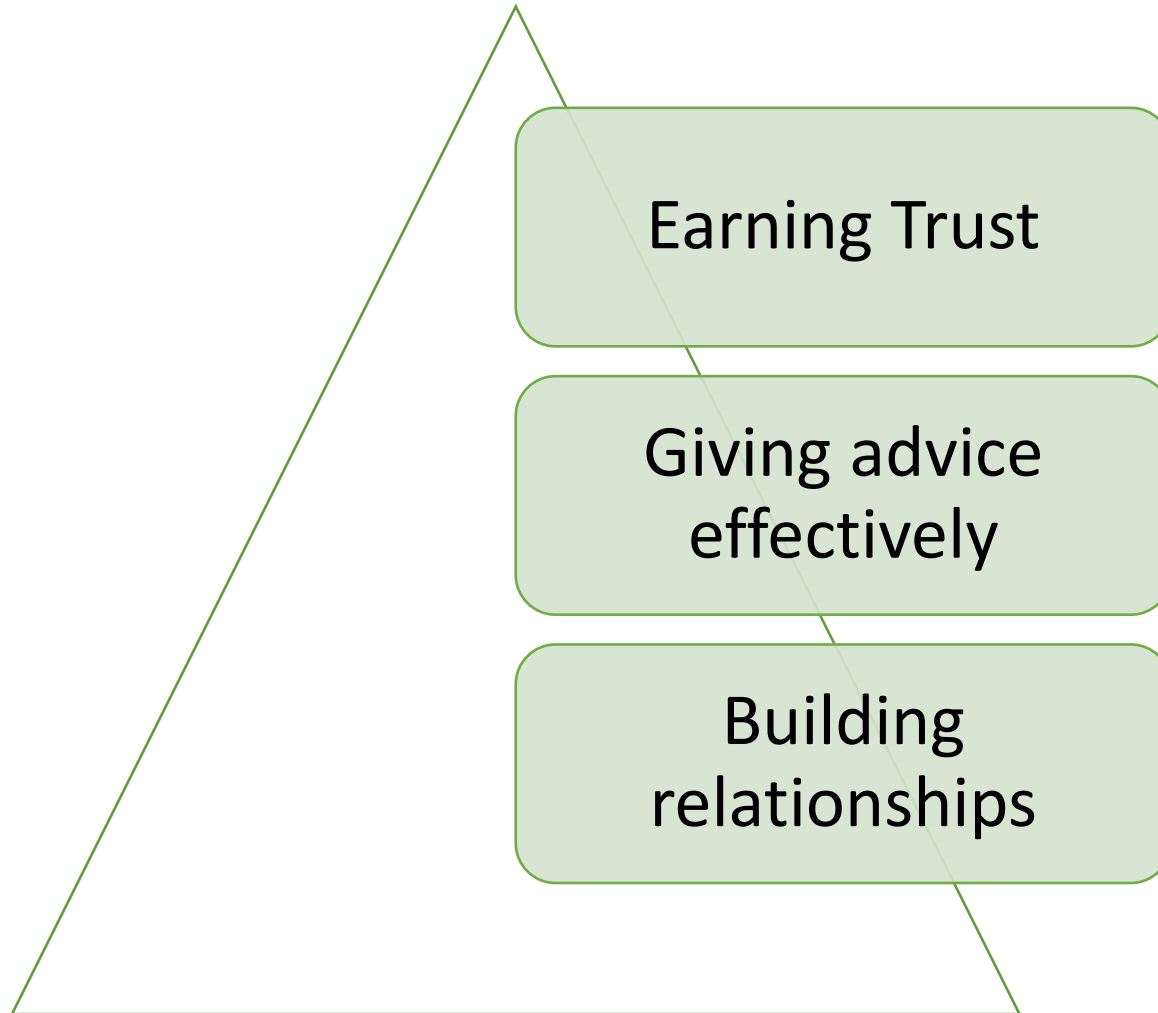 Earning Trust
Giving advice
effectively
Building
relationships